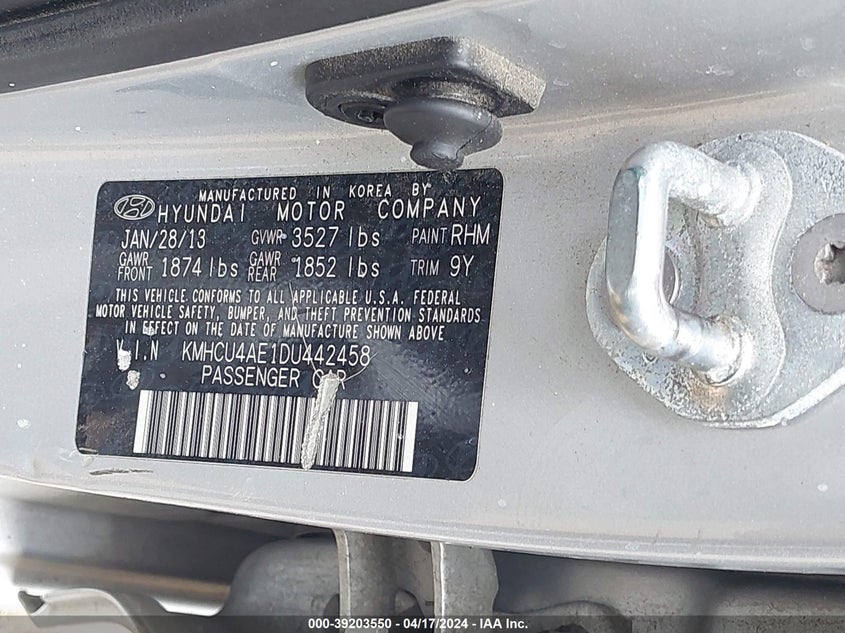 MANUFACTURED IN KOREA BY
HYUNDAI MOTOR COMPANY
JAN/28/13 GVWR 3527 lbs PAINT RHM
GAWR FRONT 1874 lbs GAWR REAR 1852 lbs TRIM 9Y
THIS VEHICLE CONFORMS TO ALL APPLICABLE U.S.A. FEDERAL
MOTOR VEHICLE SAFETY, BUMPER, AND THEFT PREVENTION STANDARDS
IN EFFECT ON THE DATE OF MANUFACTURE SHOWN ABOVE
V.I.N KMHCU4AE1DU442458
PASSENGER CAR
000-39203550 - 04/17/2024 - IAA Inc.